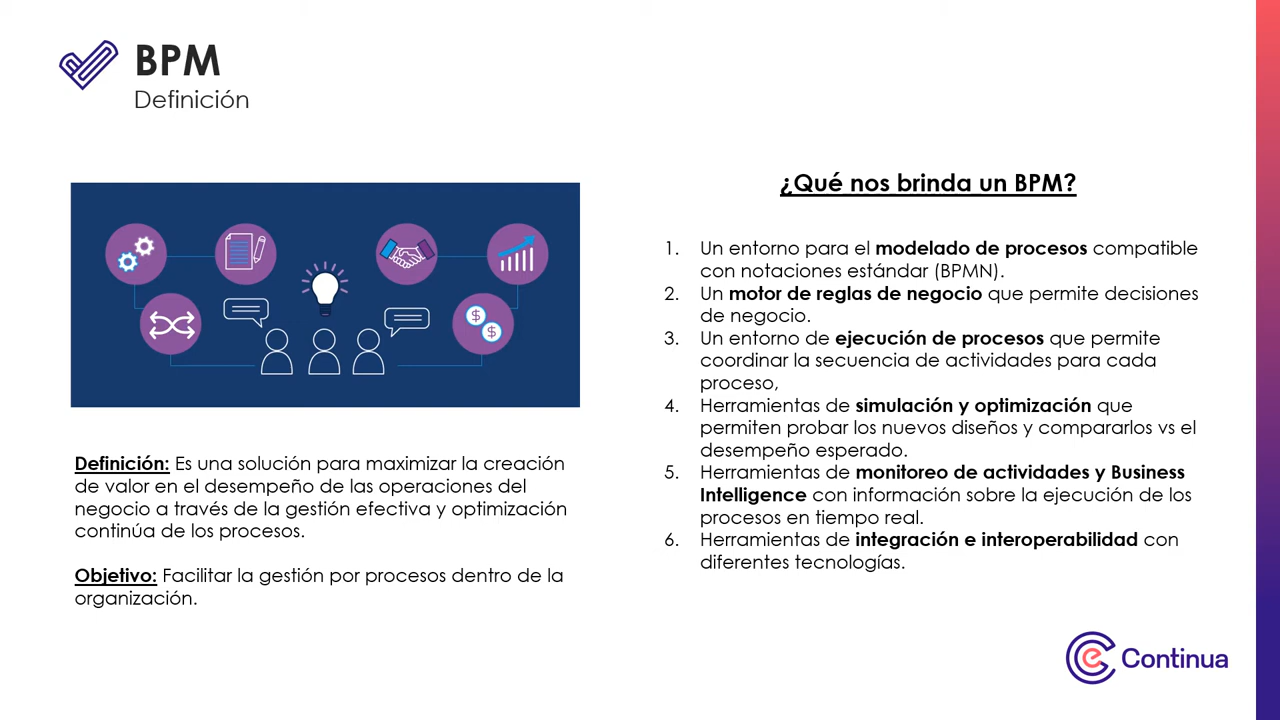 BPM
Definición
$
$
Definición: Es una solución para maximizar la creación
de valor en el desempeño de las operaciones del
negocio a través de la gestión efectiva y optimización
continúa de los procesos.
Objetivo: Facilitar la gestión por procesos dentro de la
organización.
¿Qué nos brinda un BPM?
1. Un entorno para el modelado de procesos compatible
con notaciones estándar (BPMN).
2. Un motor de reglas de negocio que permite decisiones
de negocio.
3. Un entorno de ejecución de procesos que permite
coordinar la secuencia de actividades para cada
proceso,
4. Herramientas de simulación y optimización que
permiten probar los nuevos diseños y compararlos vs el
desempeño esperado.
5. Herramientas de monitoreo de actividades y Business
Intelligence con información sobre la ejecución de los
procesos en tiempo real.
6. Herramientas de integración e interoperabilidad con
diferentes tecnologías.
e Continua